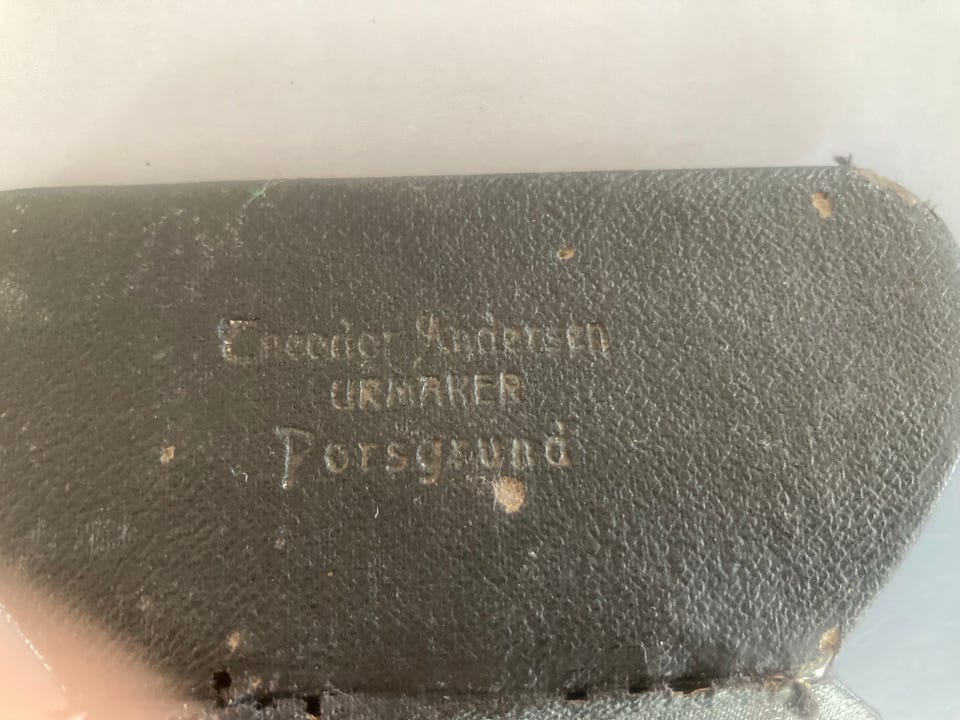 Theodor Andersen
URMAKER
Porsgrund